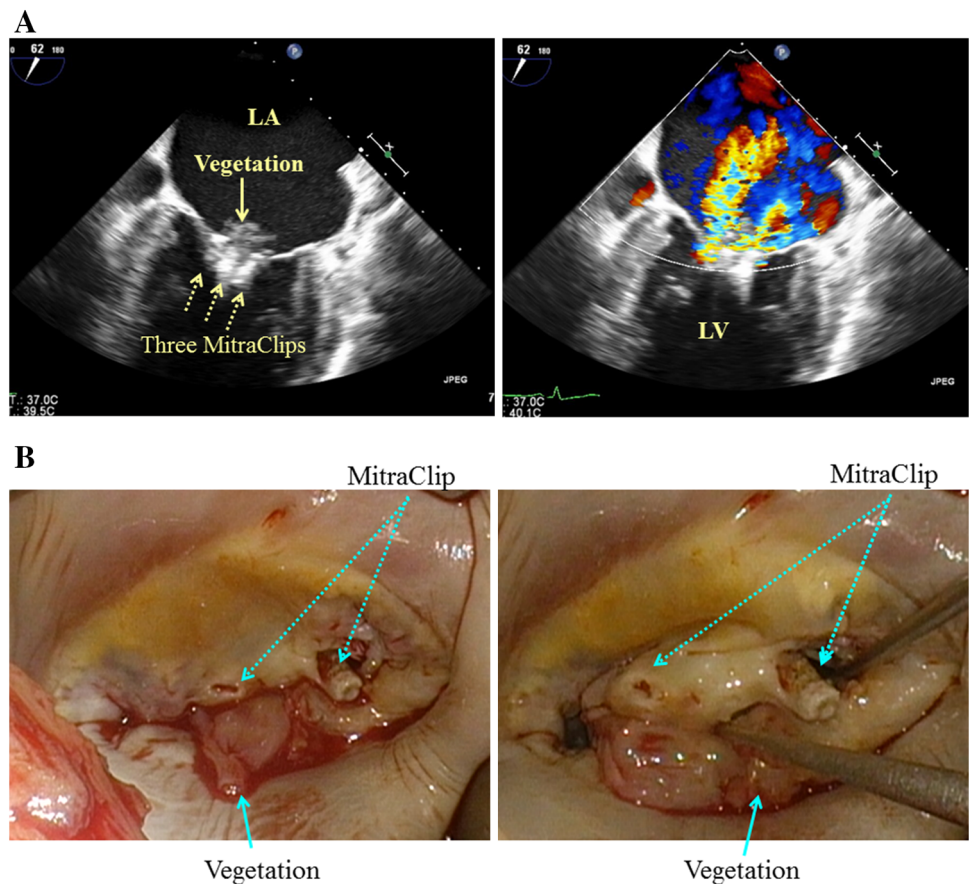 A
0 62 180
P
LA
Vegetation
Three MitraClips
JPEG
T.: 37.0C
T.: 39.5C
7
62 180
P
LV
JPEG
: 37.0C
: 40.1C
B
MitraClip
MitraClip
Vegetation
Vegetation